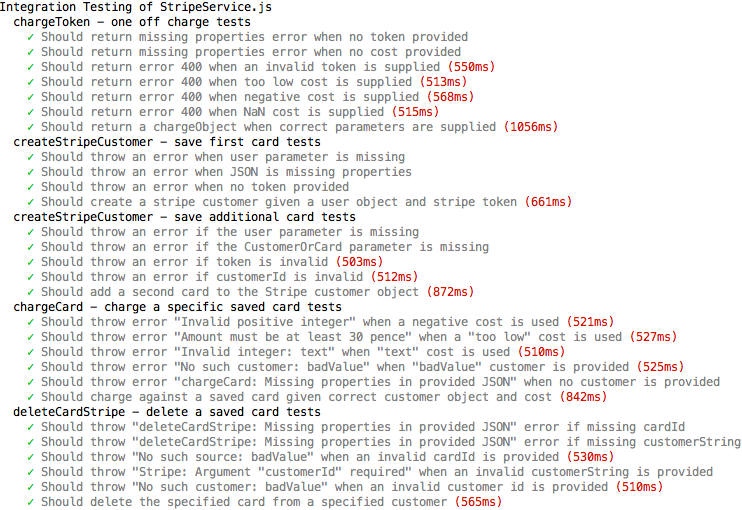 Integration Testing of StripeService.js
chargeToken – one off charge tests
✓ Should return missing properties error when no token provided
✓ Should return missing properties error when no cost provided
✓ Should return error 400 when an invalid token is supplied (550ms)
✓ Should return error 400 when too low cost is supplied (513ms)
✓ Should return error 400 when negative cost is supplied (568ms)
✓ Should return error 400 when NaN cost is supplied (515ms)
✓ Should return a chargeObject when correct parameters are supplied (1056ms)
createStripeCustomer – save first card tests
✓ Should throw an error when user parameter is missing
✓ Should throw an error when JSON is missing properties
✓ Should throw an error when no token provided
✓ Should create a stripe customer given a user object and stripe token (661ms)
createStripeCustomer – save additional card tests
✓ Should throw an error if the user parameter is missing
✓ Should throw an error if the CustomerOrCard parameter is missing
✓ Should throw an error if token is invalid (503ms)
✓ Should throw an error if customerId is invalid (512ms)
✓ Should add a second card to the Stripe customer object (872ms)
chargeCard – charge a specific saved card tests
✓ Should throw error "Invalid positive integer" when a negative cost is used (521ms)
✓ Should throw error "Amount must be at least 30 pence" when a "too low" cost is used (527ms)
✓ Should throw error "Invalid integer: text" when "text" cost is used (510ms)
✓ Should throw error "No such customer: badValue" when "badValue" customer is provided (525ms)
✓ Should throw error "chargeCard: Missing properties in provided JSON" when no customer is provided
✓ Should charge against a saved card given correct customer object and cost (842ms)
deleteCardStripe – delete a saved card tests
✓ Should throw "deleteCardStripe: Missing properties in provided JSON" error if missing cardId
✓ Should throw "deleteCardStripe: Missing properties in provided JSON" error if missing customerString
✓ Should throw "No such source: badValue" when an invalid cardId is provided (530ms)
✓ Should throw "Stripe: Argument "customerId" required" when an invalid customerString is provided
✓ Should throw "No such customer: badValue" when an invalid customer id is provided (510ms)
✓ Should delete the specified card from a specified customer (565ms)